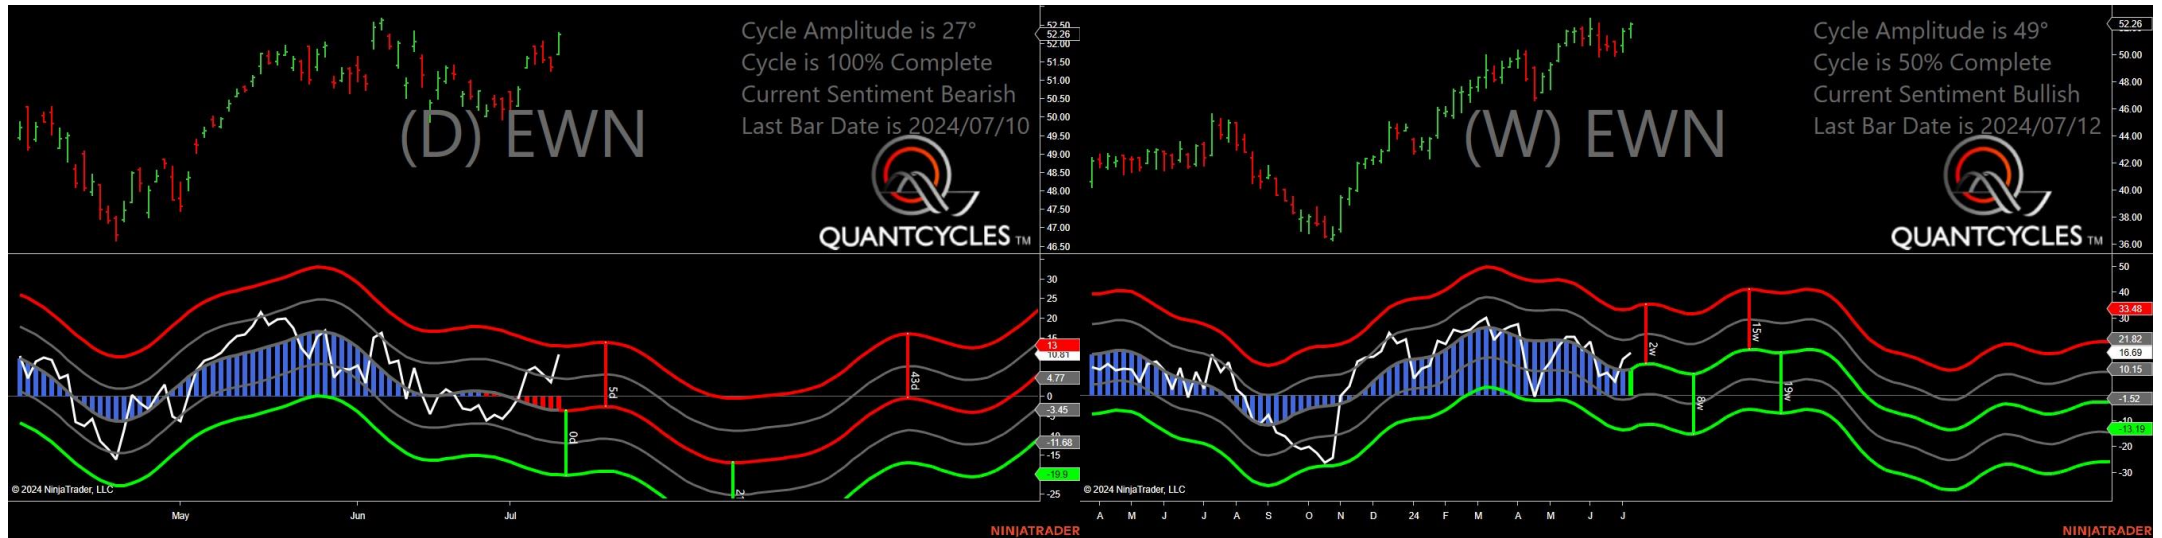 Cycle Amplitude is 27°
Cycle is 100% Complete
Current Sentiment Bearish
Last Bar Date is 2024/07/10
(D) EWN
QUANTCYCLES TM
52.50
52.26
52.00
51.50
51.00
50.50
50.00
49.50
49.00
48.50
48.00
47.50
47.00
46.50
30
25
20
15
13
10.81
4.77
0
-3.45
-11.68
-15
-19.9
-25
0d
5d
43d
© 2024 NinjaTrader, LLC
May
Jun
Jul
NINJATRADER
Cycle Amplitude is 49°
Cycle is 50% Complete
Current Sentiment Bullish
Last Bar Date is 2024/07/12
(W) EWN
QUANTCYCLES TM
52.26
50.00
48.00
46.00
44.00
42.00
40.00
38.00
36.00
50
40
33.48
30
21.82
16.69
10.15
-1.52
-10
-13.19
-20
-30
2w
8w
15w
19w
© 2024 NinjaTrader, LLC
A M J J A S O N D 24 F M A M J J
NINJATRADER